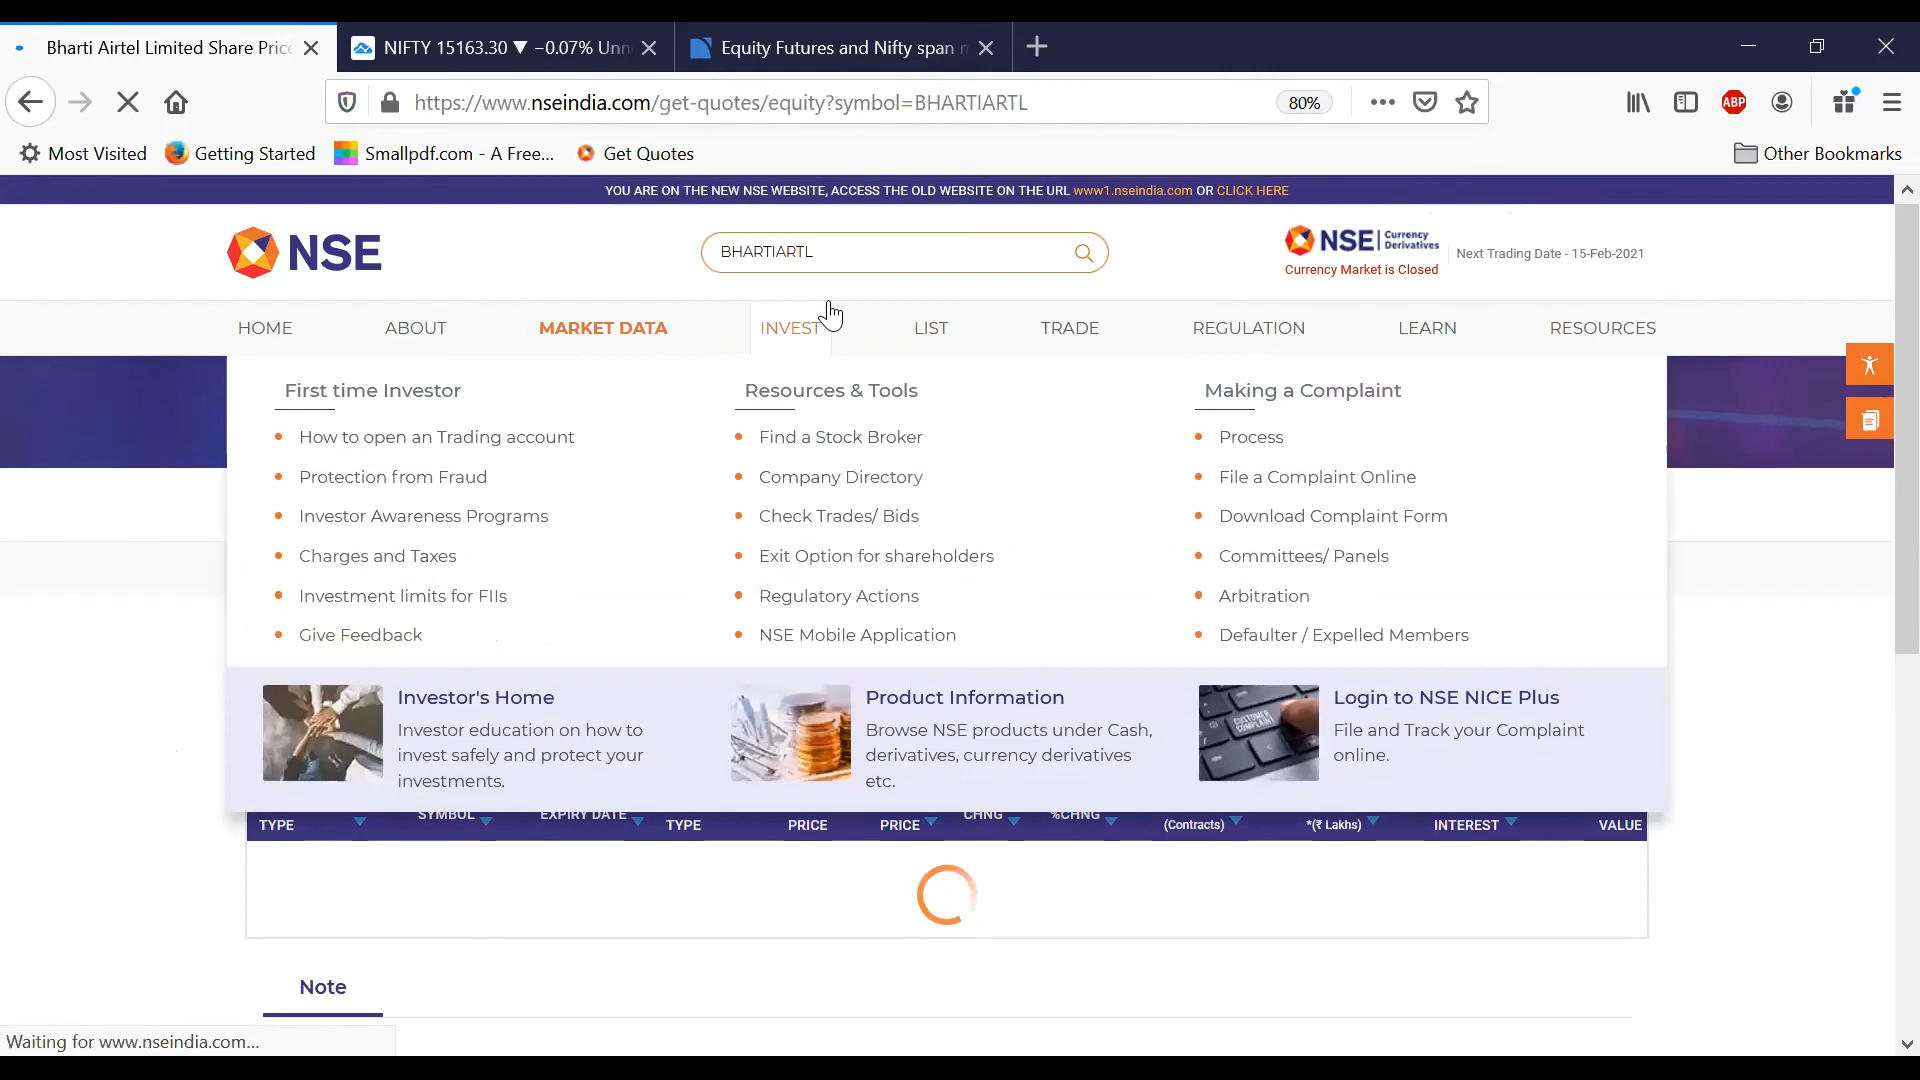 Bharti Airtel Limited Share Price
NIFTY 15163.30 ▼ −0.07% Unn
Equity Futures and Nifty span m
https://www.nseindia.com/get-quotes/equity?symbol=BHARTIARTL
80%
ABP
Most Visited
Getting Started
Smallpdf.com - A Free...
Get Quotes
Other Bookmarks
YOU ARE ON THE NEW NSE WEBSITE, ACCESS THE OLD WEBSITE ON THE URL www1.nseindia.com OR CLICK HERE
NSE
BHARTIARTL
NSE | Currency Derivatives
Currency Market is Closed
Next Trading Date - 15-Feb-2021
HOME ABOUT MARKET DATA INVEST LIST TRADE REGULATION LEARN RESOURCES
First time Investor
How to open an Trading account
Protection from Fraud
Investor Awareness Programs
Charges and Taxes
Investment limits for FIIs
Give Feedback
Resources & Tools
Find a Stock Broker
Company Directory
Check Trades/ Bids
Exit Option for shareholders
Regulatory Actions
NSE Mobile Application
Making a Complaint
Process
File a Complaint Online
Download Complaint Form
Committees/ Panels
Arbitration
Defaulter / Expelled Members
Investor's Home
Investor education on how to
invest safely and protect your
investments.
Product Information
Browse NSE products under Cash,
derivatives, currency derivatives
etc.
CUSTOMER
COMPLAINT
Login to NSE NICE Plus
File and Track your Complaint
online.
TYPE SYMBOL EXPIRY DATE TYPE PRICE PRICE CHNG %CHNG (Contracts) *(₹ Lakhs) INTEREST VALUE
Note
Waiting for www.nseindia.com...